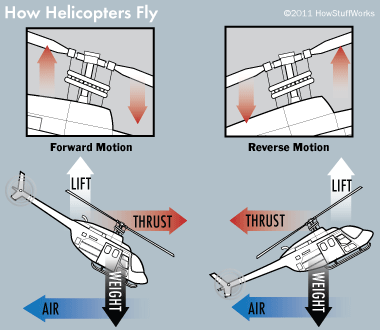 How Helicopters Fly
©2011 HowStuffWorks
Forward Motion
Reverse Motion
LIFT
THRUST
WEIGHT
AIR
LIFT
THRUST
WEIGHT
AIR